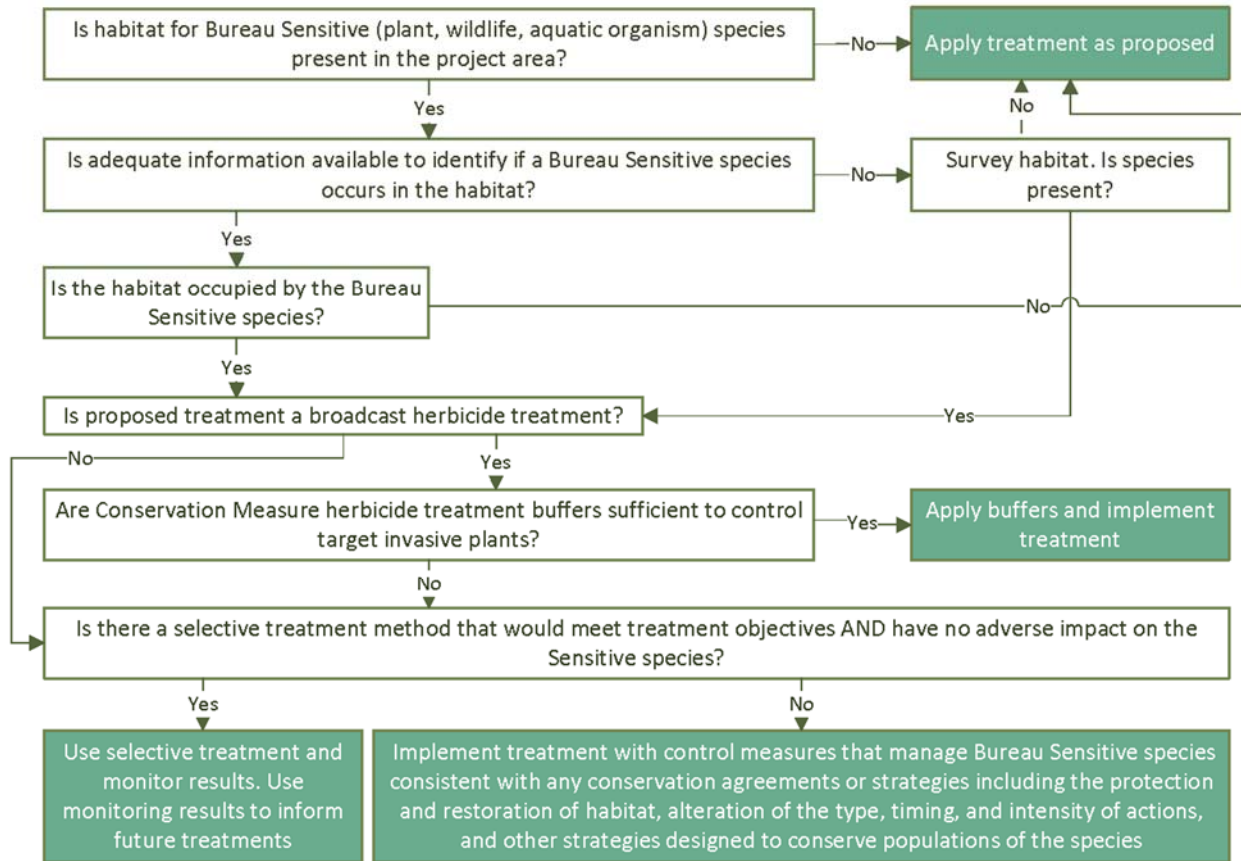 Is habitat for Bureau Sensitive (plant, wildlife, aquatic organism) species
present in the project area?
No
Apply treatment as proposed
Yes
No
Is adequate information available to identify if a Bureau Sensitive species
occurs in the habitat?
No
Survey habitat. Is species
present?
Yes
Is the habitat occupied by the Bureau
Sensitive species?
No
Yes
Is proposed treatment a broadcast herbicide treatment?
Yes
No
Yes
Are Conservation Measure herbicide treatment buffers sufficient to control
target invasive plants?
Yes
Apply buffers and implement
treatment
No
Is there a selective treatment method that would meet treatment objectives AND have no adverse impact on the
Sensitive species?
Yes
No
Use selective treatment and
monitor results. Use
monitoring results to inform
future treatments
Implement treatment with control measures that manage Bureau Sensitive species
consistent with any conservation agreements or strategies including the protection
and restoration of habitat, alteration of the type, timing, and intensity of actions,
and other strategies designed to conserve populations of the species